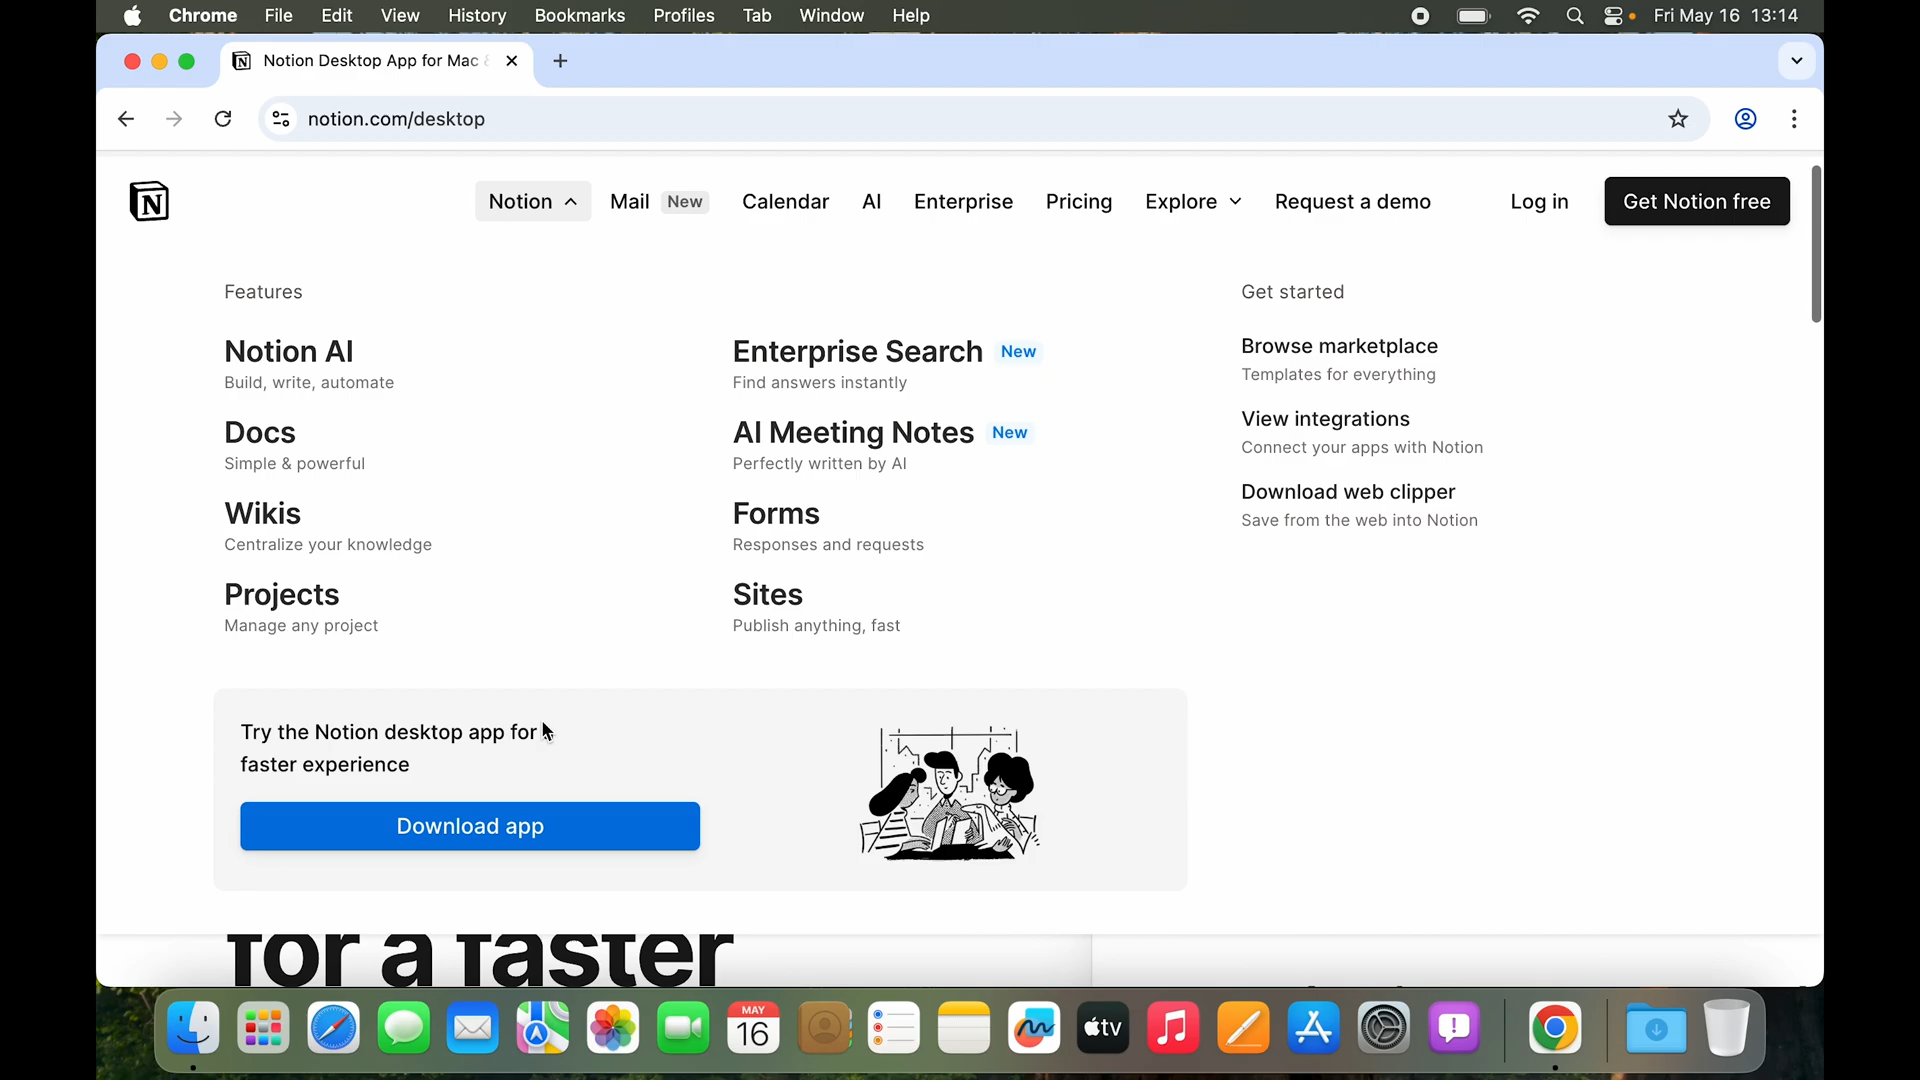 Chrome File Edit View History Bookmarks Profiles Tab Window Help Fri May 16 13:14
Notion Desktop App for Mac
notion.com/desktop
Notion Mail New Calendar AI Enterprise Pricing Explore Request a demo Log in Get Notion free
Features
Notion AI
Build, write, automate
Docs
Simple & powerful
Wikis
Centralize your knowledge
Projects
Manage any project
Enterprise Search New
Find answers instantly
AI Meeting Notes New
Perfectly written by AI
Forms
Responses and requests
Sites
Publish anything, fast
Get started
Browse marketplace
Templates for everything
View integrations
Connect your apps with Notion
Download web clipper
Save from the web into Notion
Try the Notion desktop app for
faster experience
Download app
for a faster
MAY
16
tv